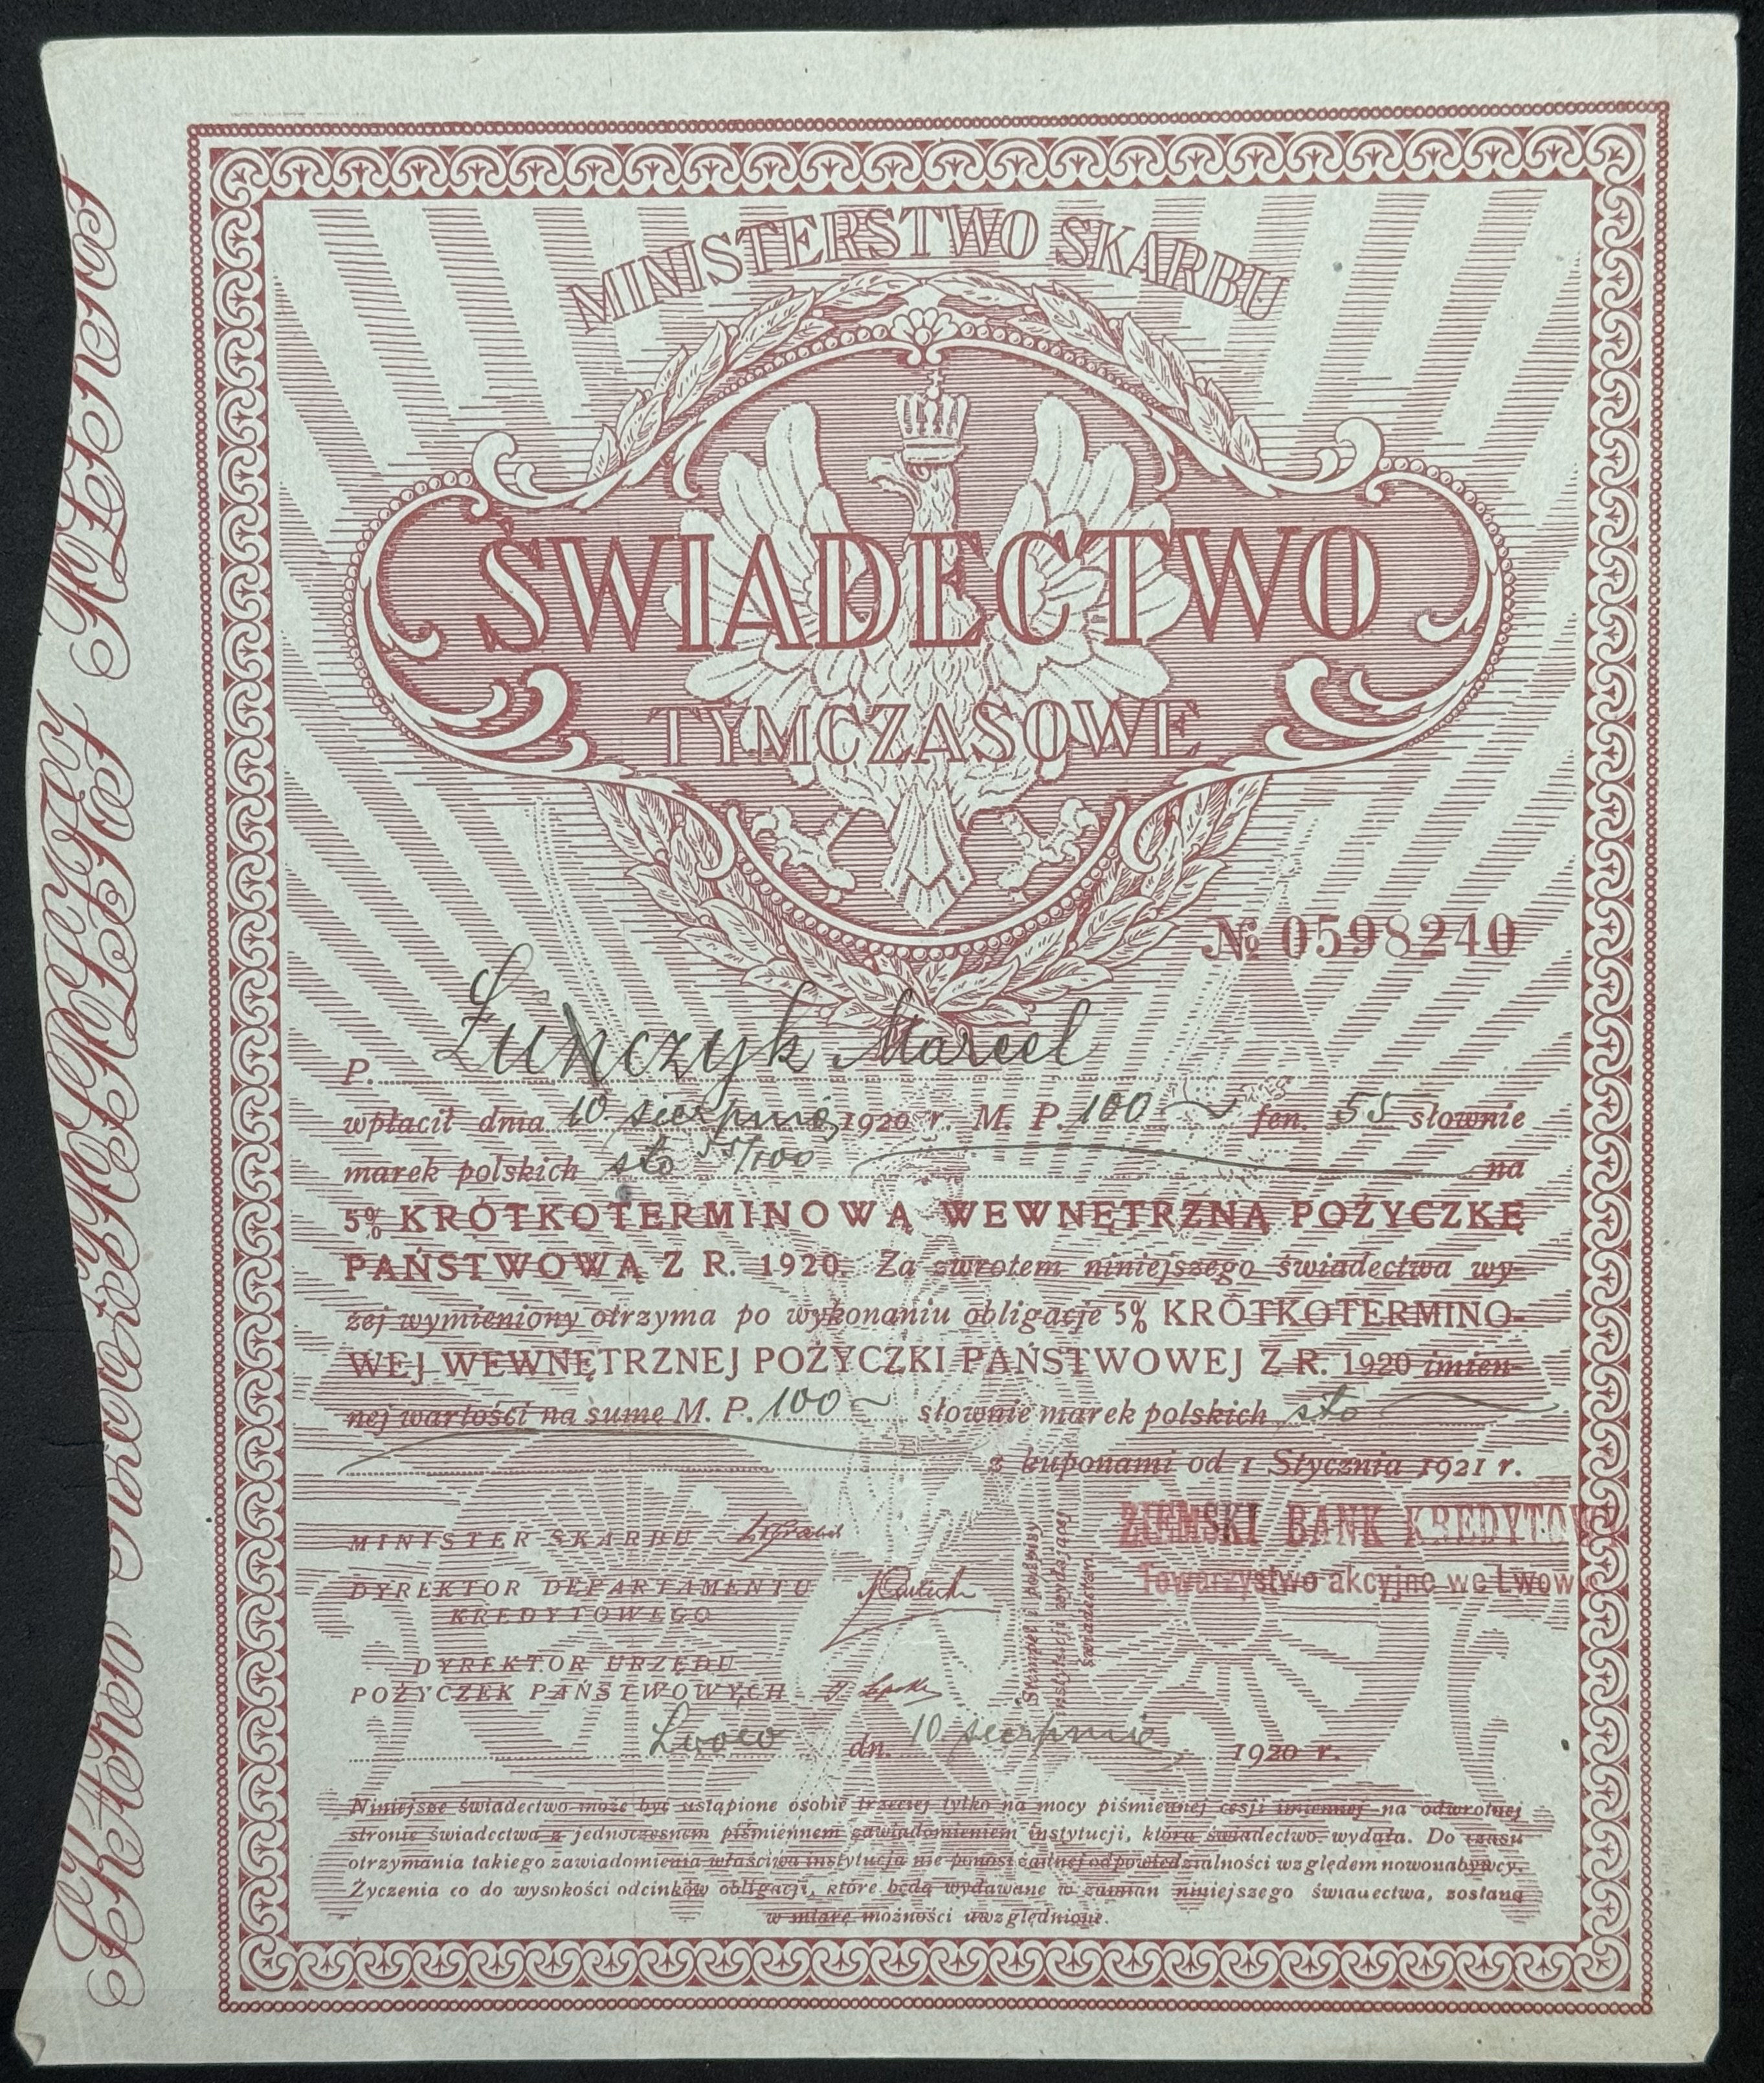 MINISTERSTWO SKARBU
ŚWIADECTWO
TYMCZASOWE
№ 0598240
P. Łunczyk Marcel
wpłacił dnia 10 sierpnia 1920 r. M. P. 100 fen. 55 słownie
marek polskich sto 55/100 na
5% KRÓTKOTERMINOWĄ WEWNĘTRZNĄ POŻYCZKĘ
PAŃSTWOWĄ Z R. 1920. Za zwrotem niniejszego świadectwa wy-
żej wymieniony otrzyma po wykonaniu obligacje 5% KRÓTKOTERMINO-
WEJ WEWNĘTRZNEJ POŻYCZKI PAŃSTWOWEJ Z R. 1920 imien-
nej wartości na sumę M. P. 100 słownie marek polskich sto
z kuponami od 1 Stycznia 1921 r.
MINISTER SKARBU
DYREKTOR DEPARTAMENTU
KREDYTOWEGO
DYREKTOR URZĘDU
POŻYCZEK PAŃSTWOWYCH
Stempel i podpisy
instytucji wydającej
świadectwo.
ZIEMSKI BANK KREDYTOWY
Towarzystwo akcyjne we Lwow
Lwów dn. 10 sierpnia 1920 r.
Niniejsze świadectwo może być ustąpione osobie trzeciej tylko na mocy piśmiennej cesji imiennej na odwrotnej
stronie świadectwa z jednoczesnem piśmiennem zawiadomieniem instytucji, która świadectwo wydała. Do czasu
otrzymania takiego zawiadomienia właściwa instytucja nie ponosi żadnej odpowiedzialności względem nowonabywcy.
Życzenia co do wysokości odcinków obligacji, które będą wydawane w zamian niniejszego świadectwa, zostaną
w miarę możności uwzględnione.